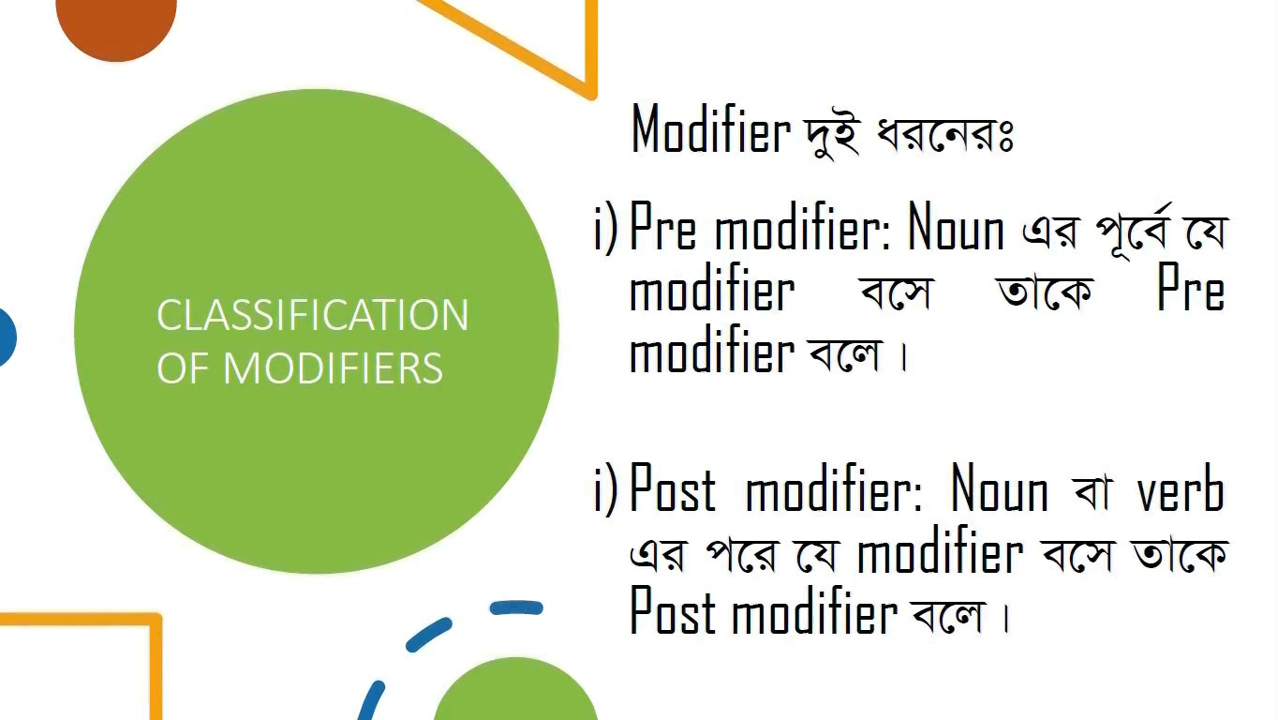 CLASSIFICATION
OF MODIFIERS
Modifier দুই ধরনেরঃ
i) Pre modifier: Noun এর পূর্বে যে
modifier বসে তাকে Pre
modifier বলে।
i) Post modifier: Noun বা verb
এর পরে যে modifier বসে তাকে
Post modifier বলে।